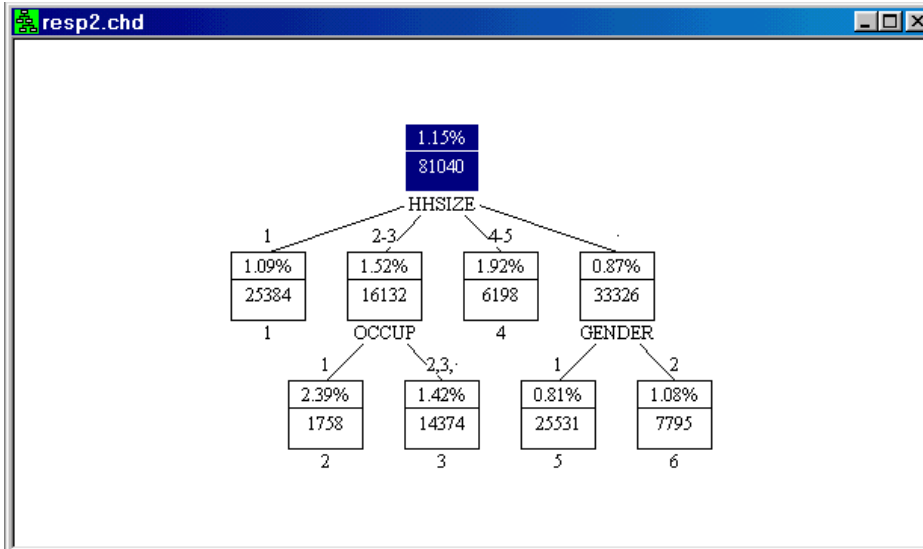 resp2.chd
1.15%
81040
HHSIZE
1 2-3 4-5 .
1.09% 1.52% 1.92% 0.87%
25384 16132 6198 33326
1 OCCUP 4 GENDER
1 2,3,. 1 2
2.39% 1.42% 0.81% 1.08%
1758 14374 25531 7795
2 3 5 6